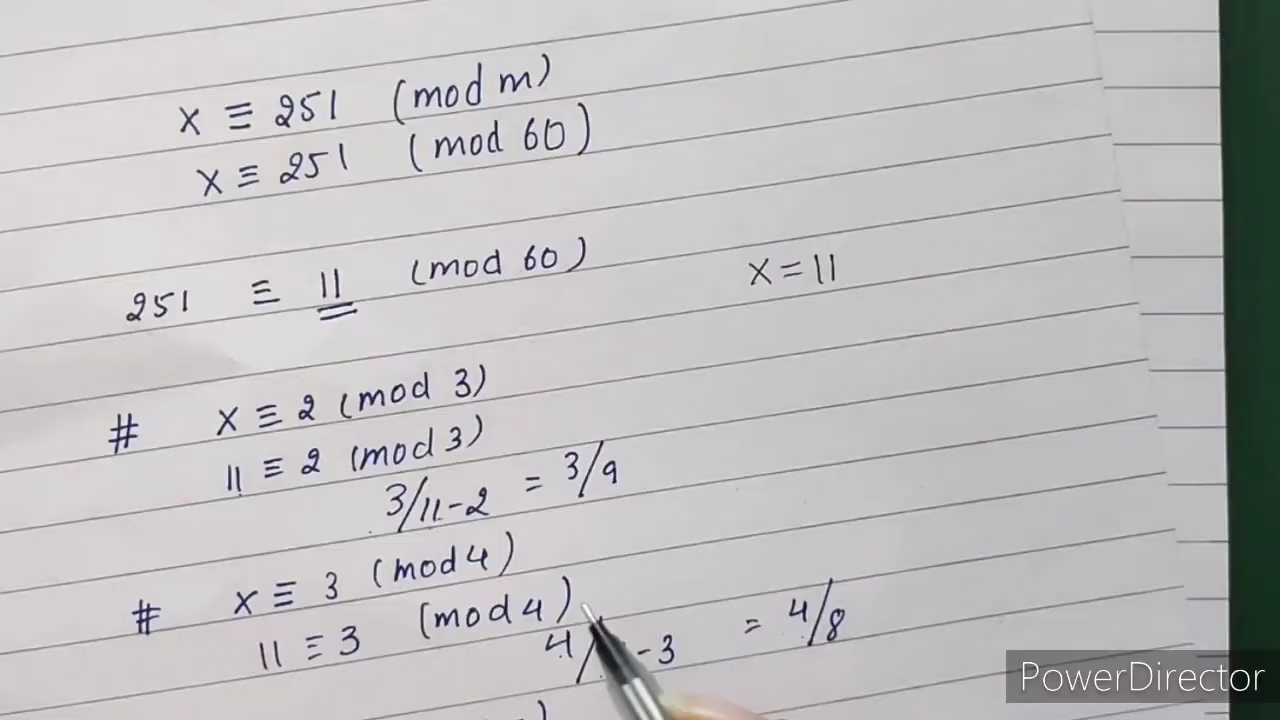 x ≡ 251 (mod m)
x ≡ 251 (mod 60)
251 ≡ 11 (mod 60) x = 11
# x ≡ 2 (mod 3)
11 ≡ 2 (mod 3)
3/11-2 = 3/9
# x ≡ 3 (mod 4)
11 ≡ 3 (mod 4)
4/ -3 = 4/8
PowerDirector